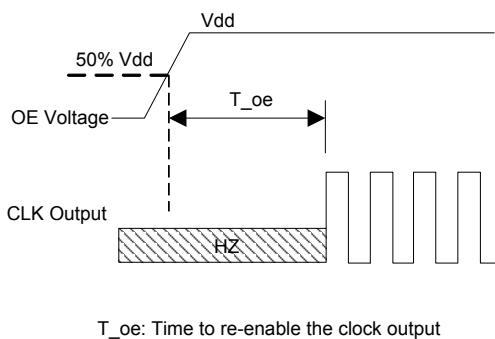 Vdd
50% Vdd
T_oe
OE Voltage
CLK Output
HZ
T_oe: Time to re-enable the clock output